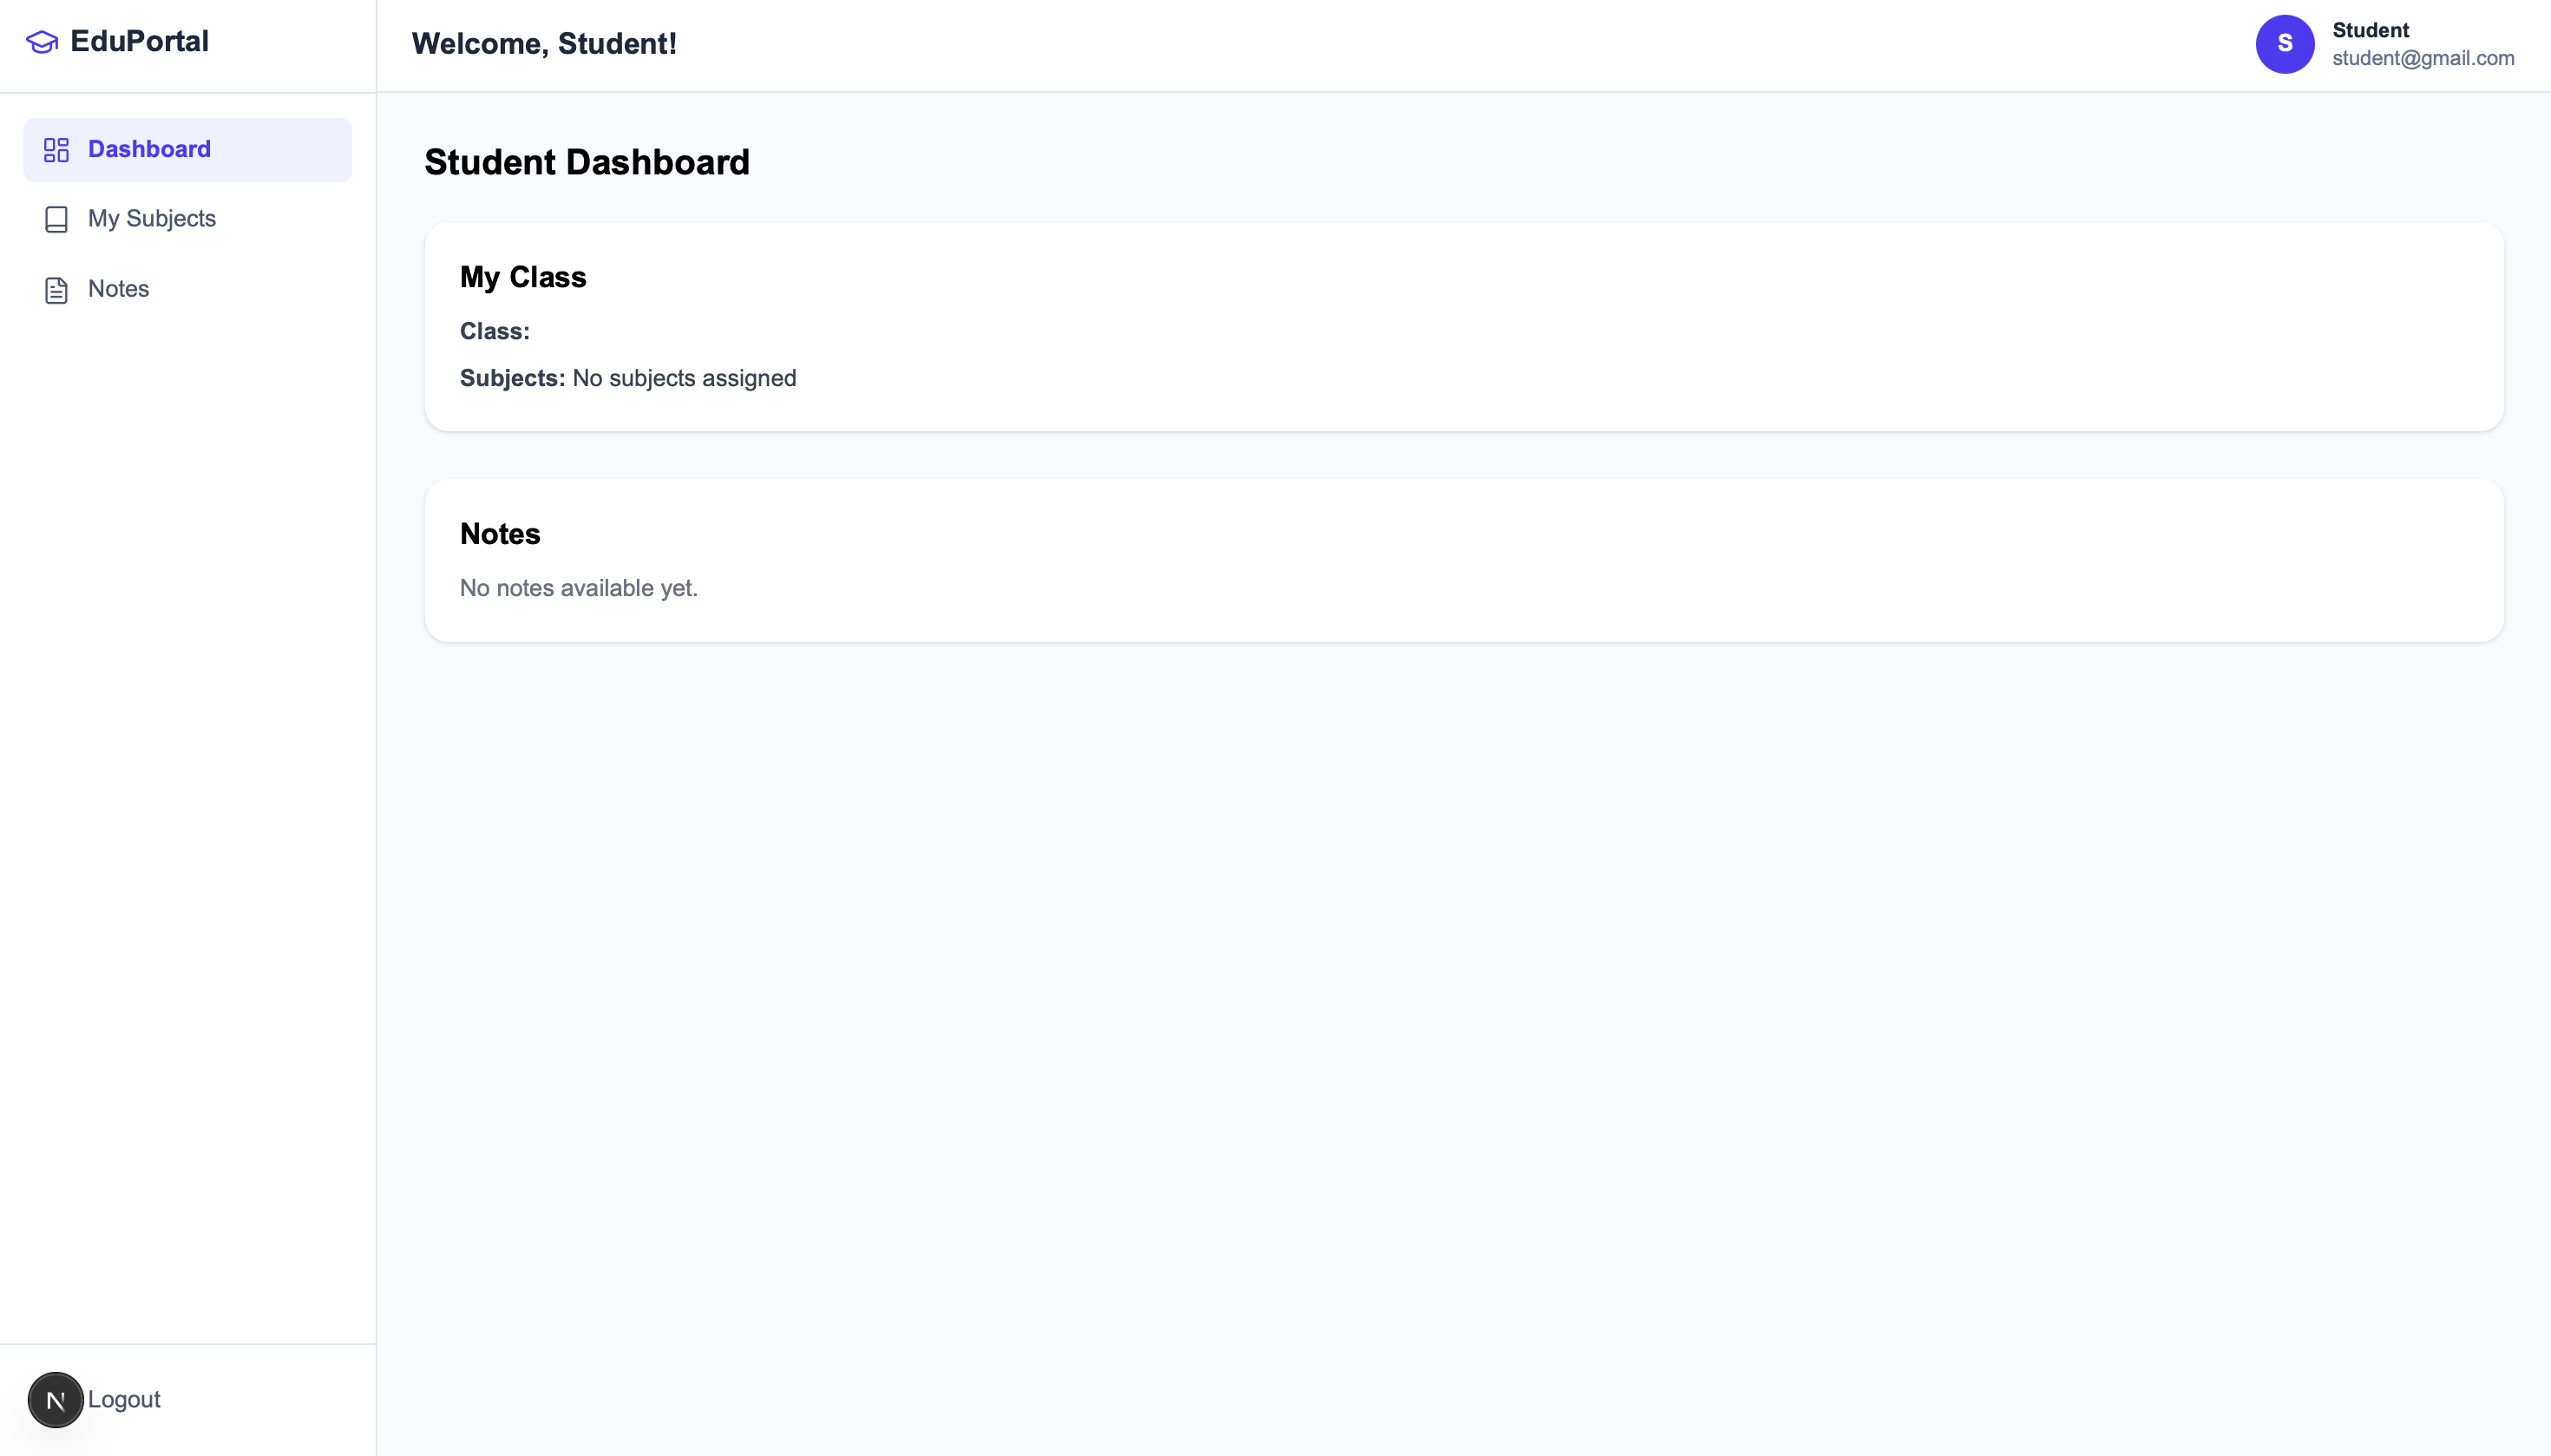 EduPortal
Dashboard
My Subjects
Notes
N Logout
Welcome, Student!
S
Student
student@gmail.com
Student Dashboard
My Class
Class:
Subjects: No subjects assigned
Notes
No notes available yet.